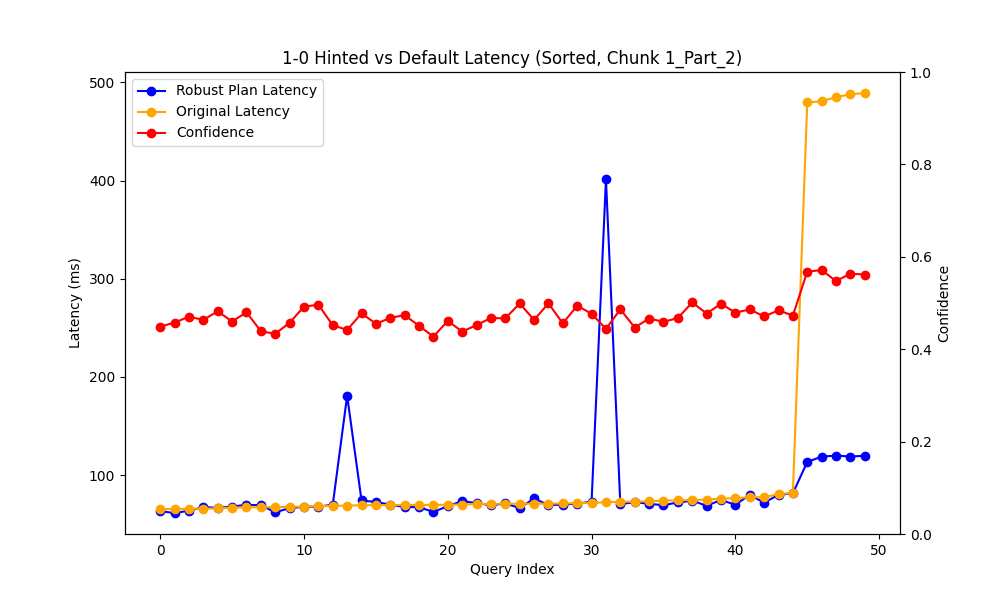 1-0 Hinted vs Default Latency (Sorted, Chunk 1_Part_2)
Robust Plan Latency
Original Latency
Confidence
Latency (ms)
500
400
300
200
100
1.0
0.8
0.6
0.4
0.2
0.0
Confidence
0 10 20 30 40 50
Query Index